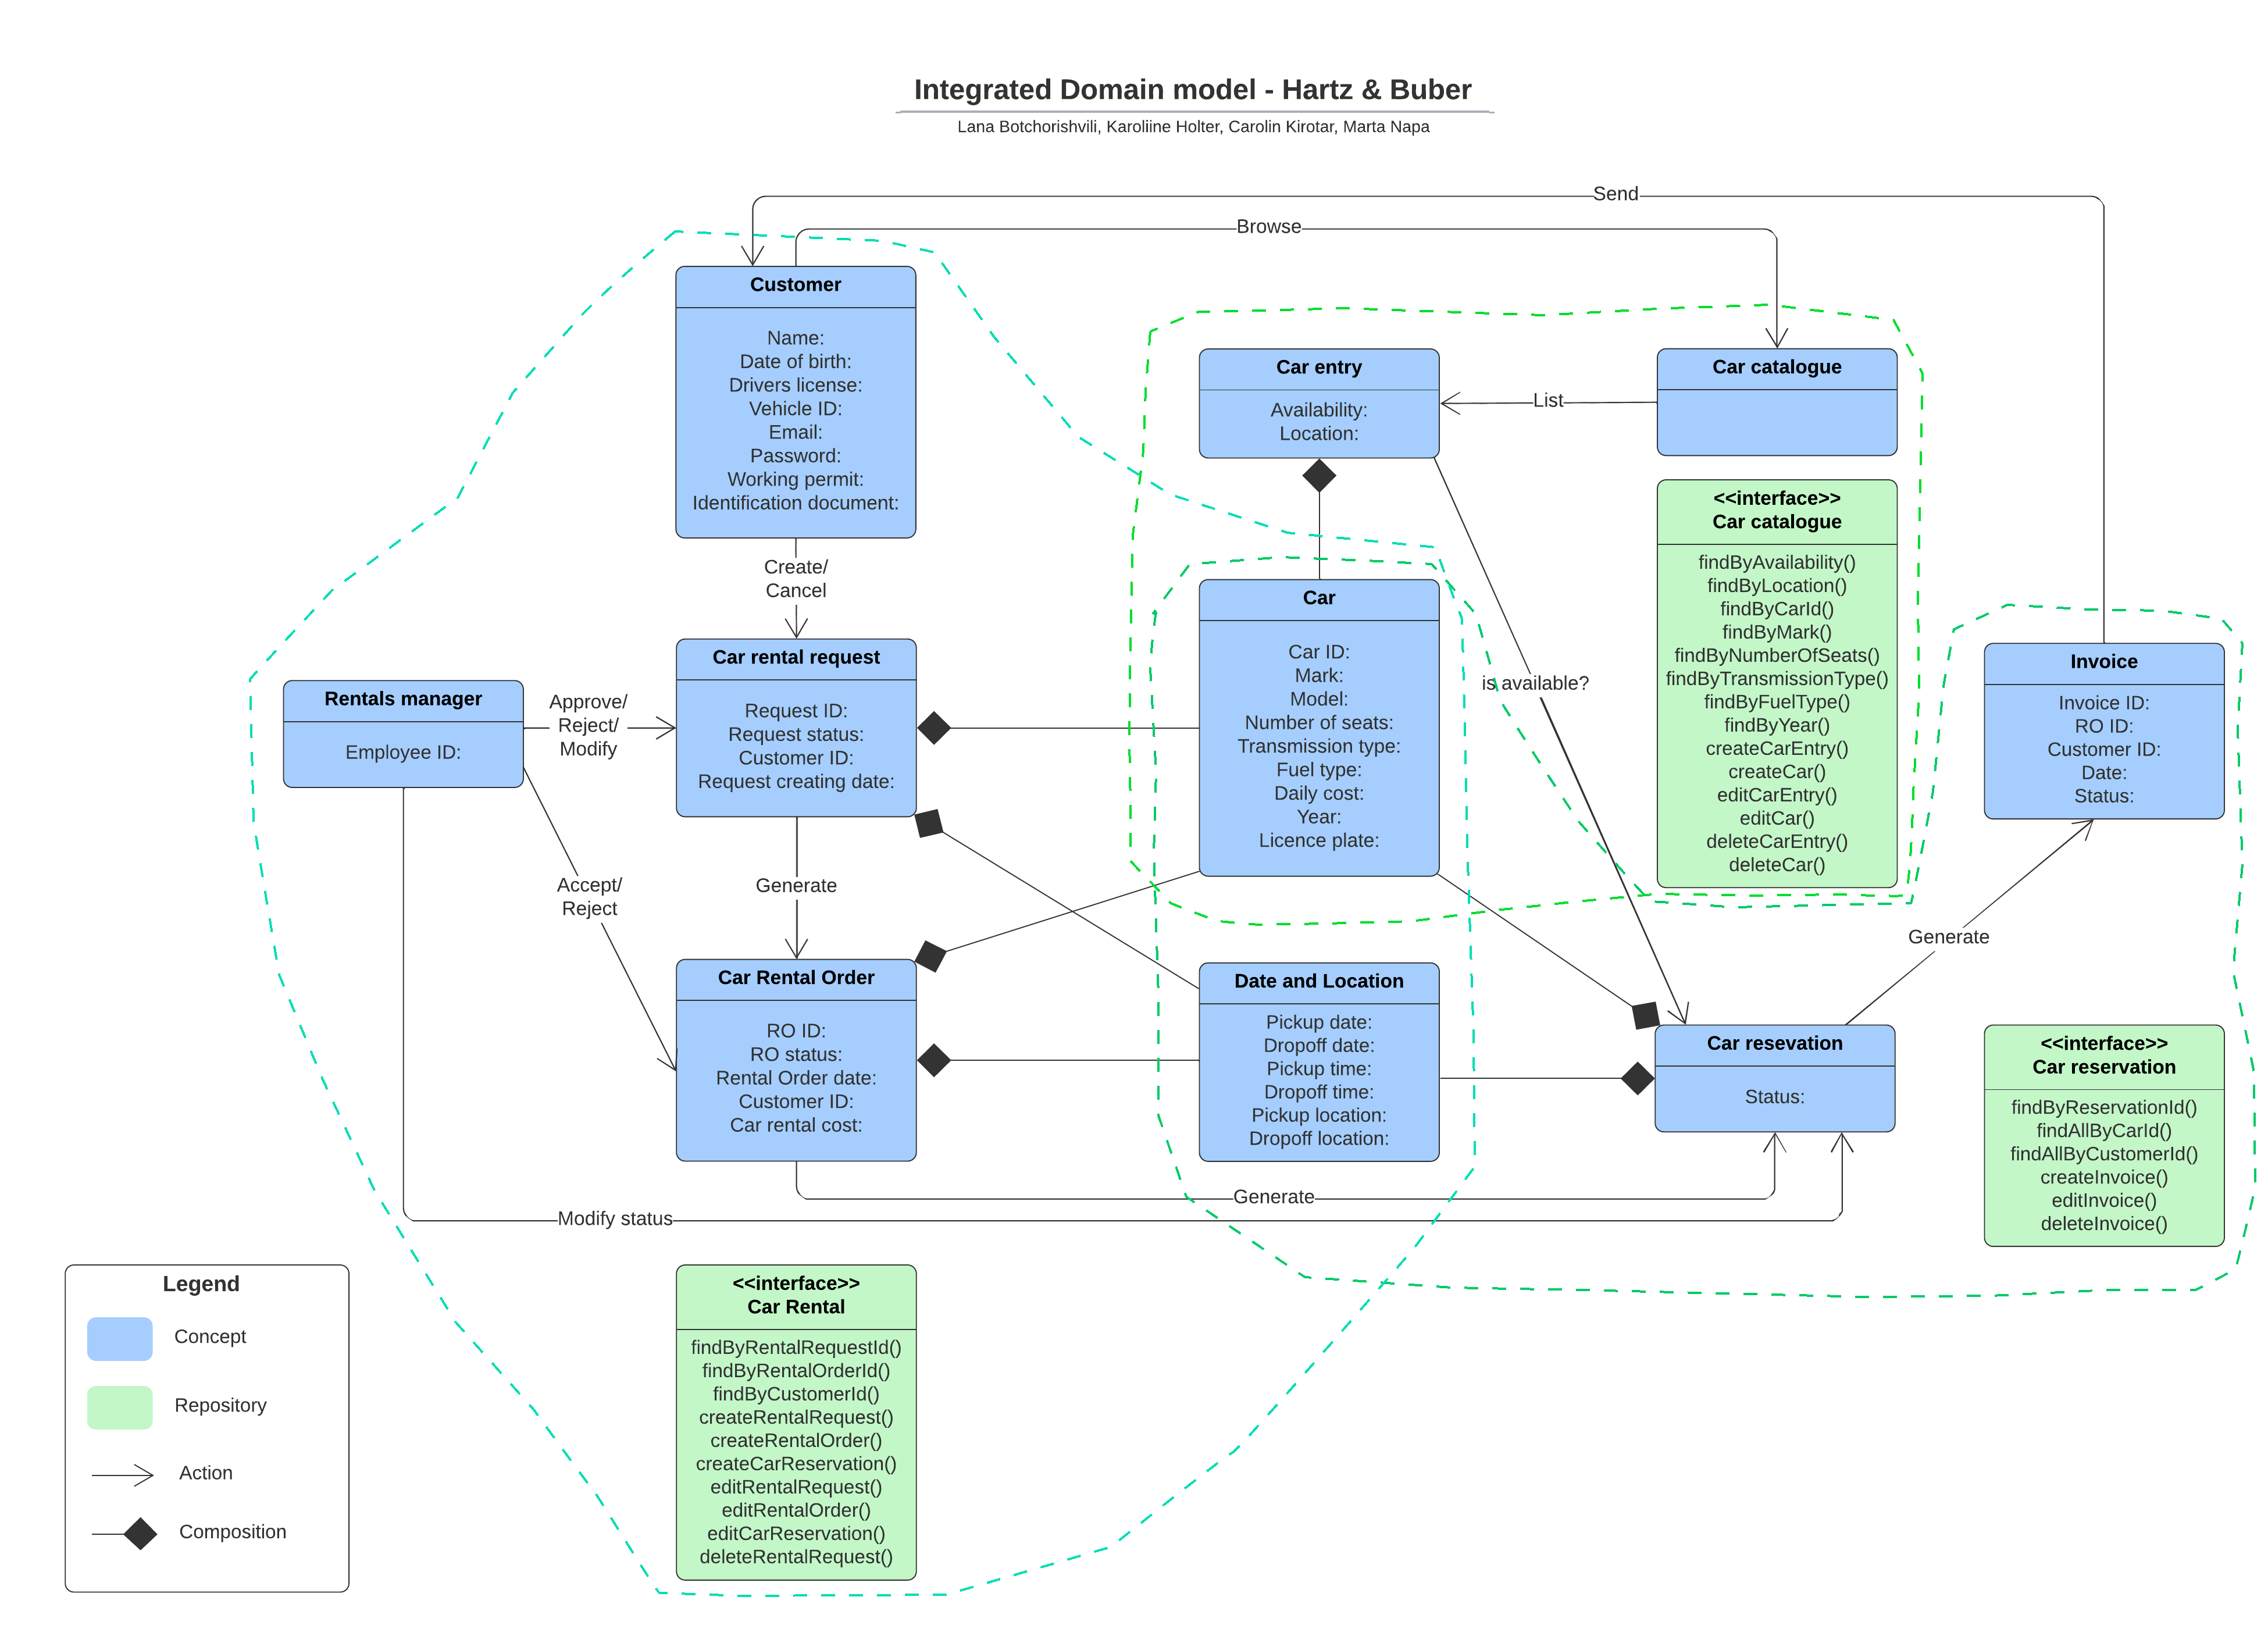 Integrated Domain model - Hartz & Buber
Lana Botchorishvili, Karoliine Holter, Carolin Kirotar, Marta Napa
Send
Browse
Customer
Name:
Date of birth:
Drivers license:
Vehicle ID:
Email:
Password:
Working permit:
Identification document:
Car entry
Availability:
Location:
List
Car catalogue
<<interface>>
Car catalogue
findByAvailability()
findByLocation()
findByCarId()
findByMark()
findByNumberOfSeats()
findByTransmissionType()
findByFuelType()
findByYear()
createCarEntry()
createCar()
editCarEntry()
editCar()
deleteCarEntry()
deleteCar()
Create/
Cancel
Car
Car ID:
Mark:
Model:
Number of seats:
Transmission type:
Fuel type:
Daily cost:
Year:
Licence plate:
is available?
Invoice
Invoice ID:
RO ID:
Customer ID:
Date:
Status:
Rentals manager
Employee ID:
Approve/
Reject/
Modify
Car rental request
Request ID:
Request status:
Customer ID:
Request creating date:
Accept/
Reject
Generate
Generate
Car Rental Order
RO ID:
RO status:
Rental Order date:
Customer ID:
Car rental cost:
Date and Location
Pickup date:
Dropoff date:
Pickup time:
Dropoff time:
Pickup location:
Dropoff location:
Car resevation
Status:
<<interface>>
Car reservation
findByReservationId()
findAllByCarId()
findAllByCustomerId()
createInvoice()
editInvoice()
deleteInvoice()
Generate
Modify status
Legend
Concept
Repository
Action
Composition
<<interface>>
Car Rental
findByRentalRequestId()
findByRentalOrderId()
findByCustomerId()
createRentalRequest()
createRentalOrder()
createCarReservation()
editRentalRequest()
editRentalOrder()
editCarReservation()
deleteRentalRequest()